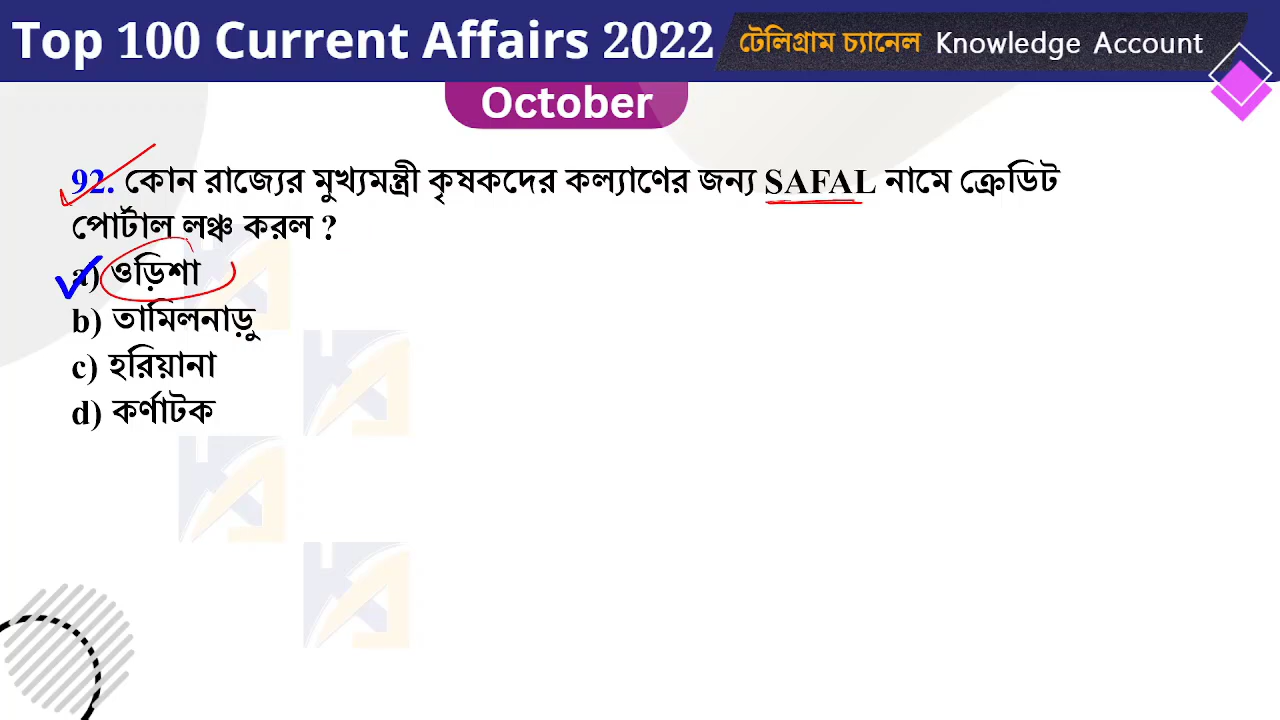 Top 100 Current Affairs 2022 টেলিগ্রাম চ্যানেল Knowledge Account
October
92. কোন রাজ্যের মুখ্যমন্ত্রী কৃষকদের কল্যাণের জন্য SAFAL নামে ক্রেডিট
পোর্টাল লঞ্চ করল ?
a) ওড়িশা
b) তামিলনাড়ু
c) হরিয়ানা
d) কর্ণাটক